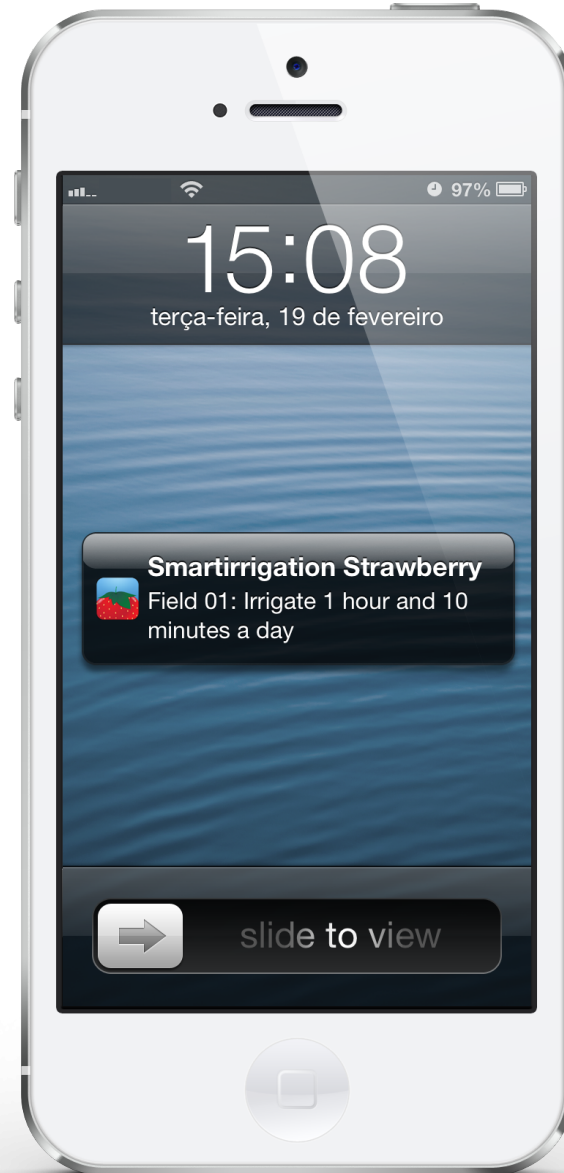 97%
15:08
terça-feira, 19 de fevereiro
Smartirrigation Strawberry
Field 01: Irrigate 1 hour and 10
minutes a day
slide to view